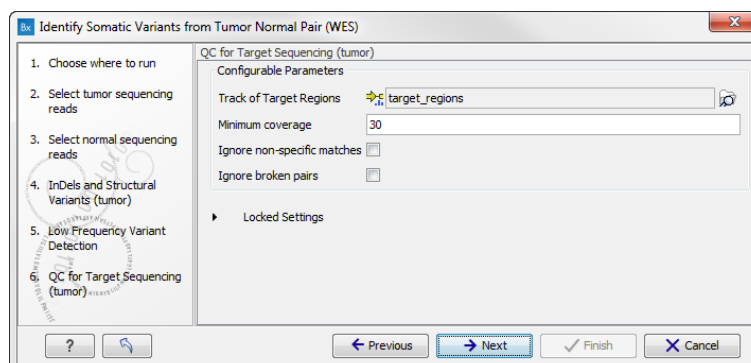 Bx Identify Somatic Variants from Tumor Normal Pair (WES)
X
1. Choose where to run
2. Select tumor sequencing
reads
3. Select normal sequencing
reads
4. InDels and Structural
Variants (tumor)
5. Low Frequency Variant
Detection
6. QC for Target Sequencing
(tumor)
QC for Target Sequencing (tumor)
Configurable Parameters
Track of Target Regions target_regions
Minimum coverage 30
Ignore non-specific matches
Ignore broken pairs
Locked Settings
? Previous Next Finish Cancel